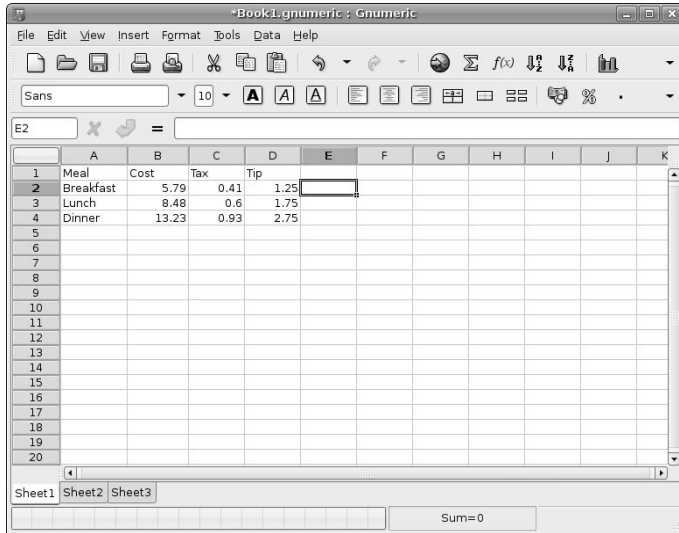 *Book1.gnumeric : Gnumeric
File Edit View Insert Format Tools Data Help
f(x)
Sans 10 A A A %
E2 =
A B C D E F G H I J K
1 Meal Cost Tax Tip
2 Breakfast 5.79 0.41 1.25
3 Lunch 8.48 0.6 1.75
4 Dinner 13.23 0.93 2.75
5
6
7
8
9
10
11
12
13
14
15
16
17
18
19
20
Sheet1 Sheet2 Sheet3
Sum=0